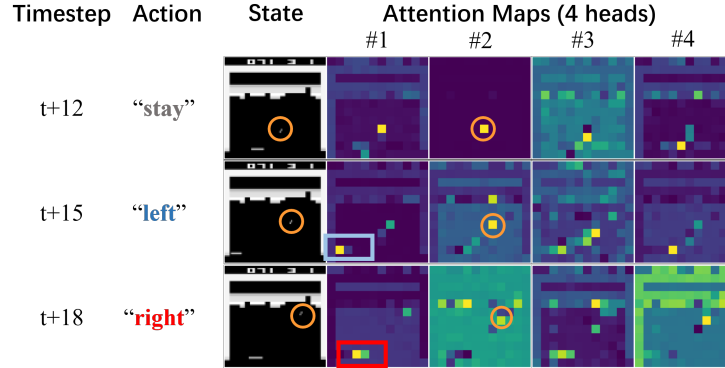 Timestep Action State Attention Maps (4 heads)
#1 #2 #3 #4
t+12 “stay”
t+15 “left”
t+18 “right”